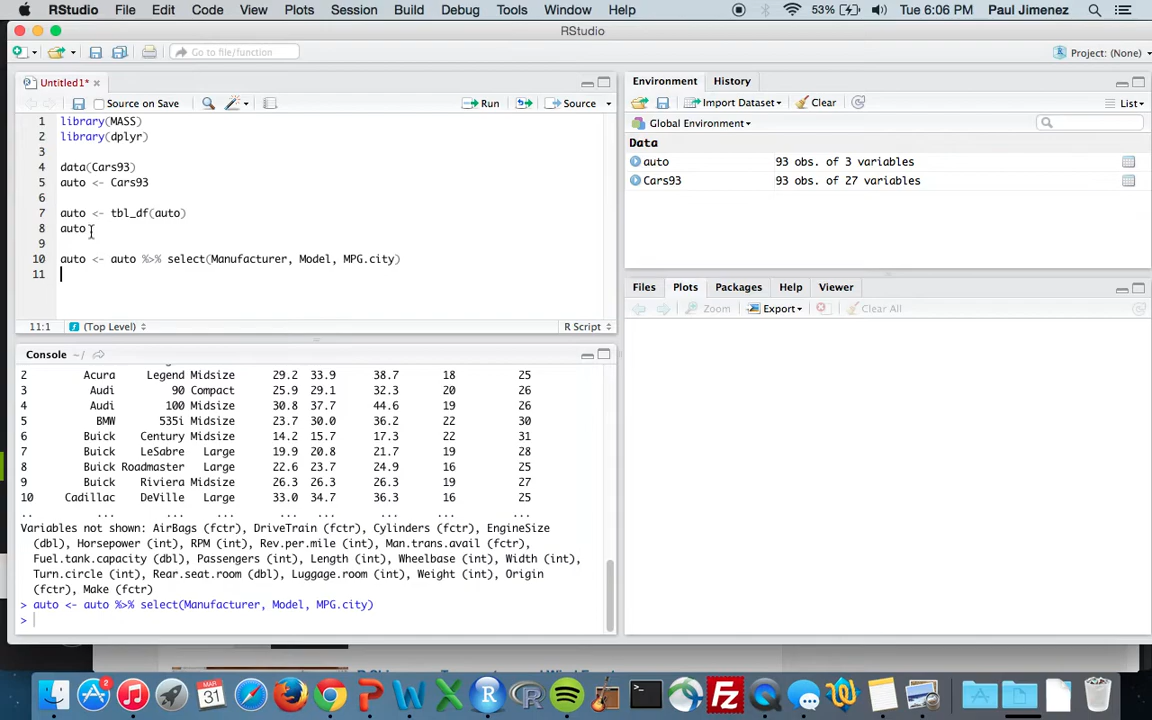 RStudio File Edit Code View Plots Session Build Debug Tools Window Help 53% Tue 6:06 PM Paul Jimenez
RStudio
Go to file/function Project: (None)
Untitled1*
Source on Save Run Source
1 library(MASS)
2 library(dplyr)
3
4 data(Cars93)
5 auto <- Cars93
6
7 auto <- tbl_df(auto)
8 auto
9
10 auto <- auto %>% select(Manufacturer, Model, MPG.city)
11
11:1 (Top Level) R Script
Console ~/
2 Acura Legend Midsize 29.2 33.9 38.7 18 25
3 Audi 90 Compact 25.9 29.1 32.3 20 26
4 Audi 100 Midsize 30.8 37.7 44.6 19 26
5 BMW 535i Midsize 23.7 30.0 36.2 22 30
6 Buick Century Midsize 14.2 15.7 17.3 22 31
7 Buick LeSabre Large 19.9 20.8 21.7 19 28
8 Buick Roadmaster Large 22.6 23.7 24.9 16 25
9 Buick Riviera Midsize 26.3 26.3 26.3 19 27
10 Cadillac DeVille Large 33.0 34.7 36.3 16 25
.. ... ... ... ... ... ... ... ...
Variables not shown: AirBags (fctr), DriveTrain (fctr), Cylinders (fctr), EngineSize
(dbl), Horsepower (int), RPM (int), Rev.per.mile (int), Man.trans.avail (fctr),
Fuel.tank.capacity (dbl), Passengers (int), Length (int), Wheelbase (int), Width (int),
Turn.circle (int), Rear.seat.room (dbl), Luggage.room (int), Weight (int), Origin
(fctr), Make (fctr)
> auto <- auto %>% select(Manufacturer, Model, MPG.city)
>
Environment History
Import Dataset Clear List
Global Environment
Data
auto 93 obs. of 3 variables
Cars93 93 obs. of 27 variables
Files Plots Packages Help Viewer
Zoom Export Clear All
2 MAR 31